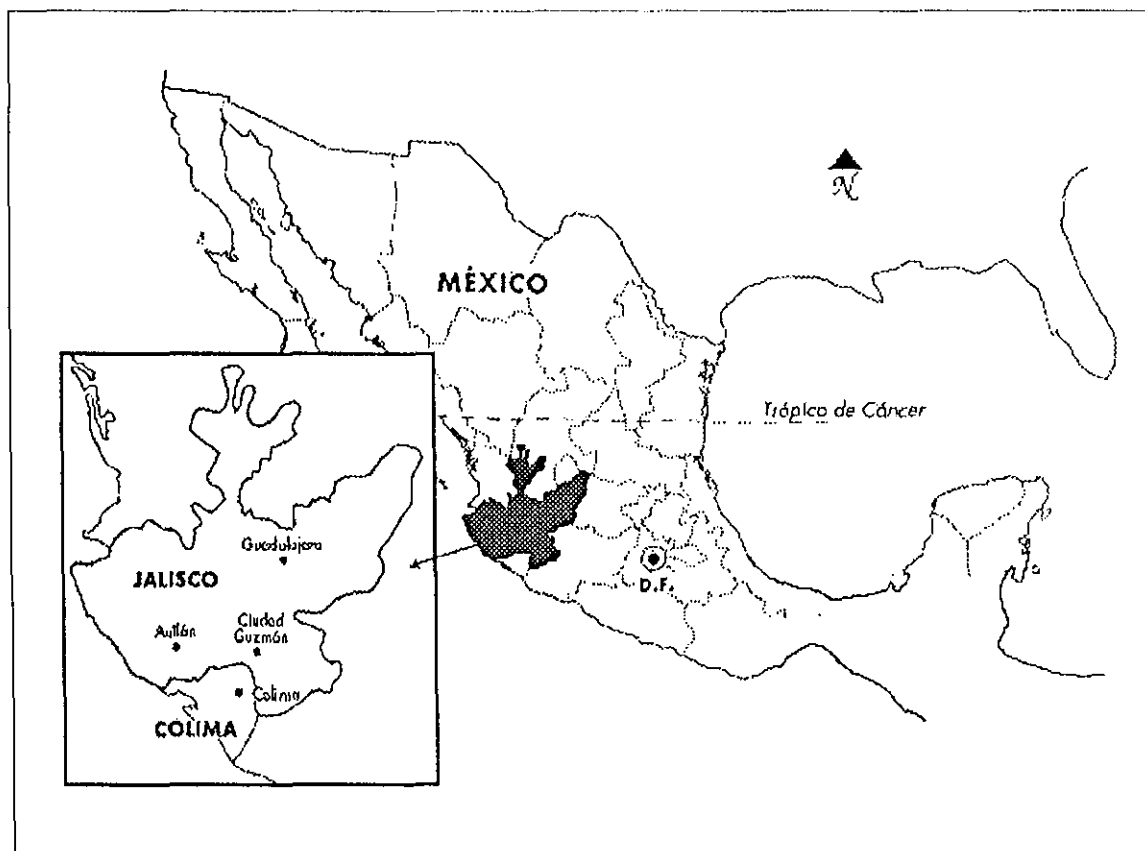 N
MÉXICO
Trópico de Cáncer
D.F.
Guadalajara
JALISCO
Autlán
Ciudad
Guzmán
Colima
COLIMA